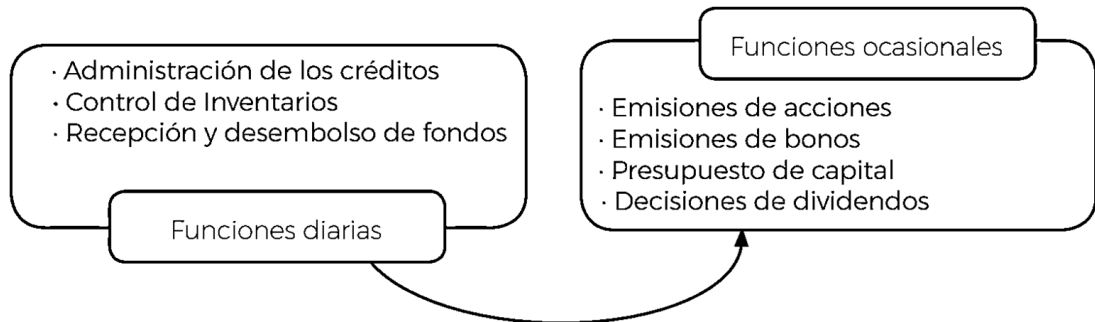 · Administración de los créditos
· Control de Inventarios
· Recepción y desembolso de fondos
Funciones diarias
Funciones ocasionales
· Emisiones de acciones
· Emisiones de bonos
· Presupuesto de capital
· Decisiones de dividendos